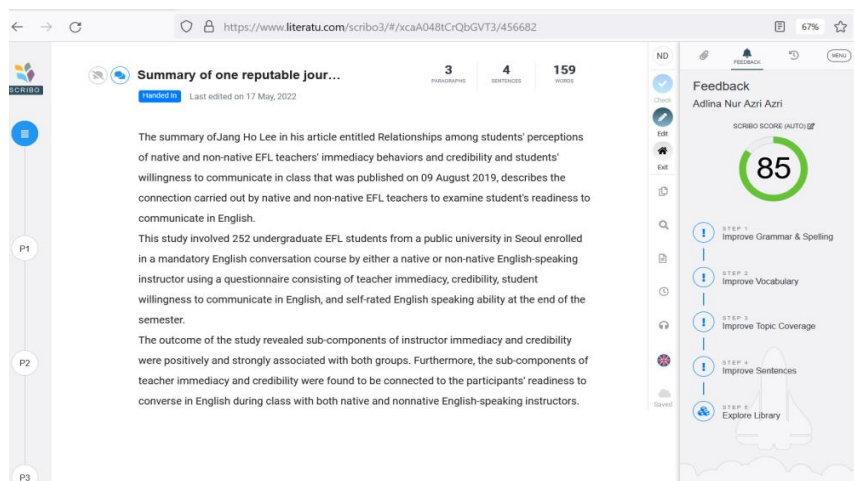 https://www.literatu.com/scribo3/#/xcaA048tCrQbGVT3/456682
67%
SCRIBO
Summary of one reputable jour...
Handed In
Last edited on 17 May, 2022
3
PARAGRAPHS
4
SENTENCES
159
WORDS
The summary ofJang Ho Lee in his article entitled Relationships among students' perceptions
of native and non-native EFL teachers' immediacy behaviors and credibility and students'
willingness to communicate in class that was published on 09 August 2019, describes the
connection carried out by native and non-native EFL teachers to examine student's readiness to
communicate in English.
This study involved 252 undergraduate EFL students from a public university in Seoul enrolled
in a mandatory English conversation course by either a native or non-native English-speaking
instructor using a questionnaire consisting of teacher immediacy, credibility, student
willingness to communicate in English, and self-rated English speaking ability at the end of the
semester.
The outcome of the study revealed sub-components of instructor immediacy and credibility
were positively and strongly associated with both groups. Furthermore, the sub-components of
teacher immediacy and credibility were found to be connected to the participants' readiness to
converse in English during class with both native and nonnative English-speaking instructors.
P1
P2
P3
ND
Check
Edit
Exit
Saved
FEEDBACK
MENU
Feedback
Adlina Nur Azri Azri
SCRIBO SCORE (AUTO)
85
STEP 1
Improve Grammar & Spelling
STEP 2
Improve Vocabulary
STEP 3
Improve Topic Coverage
STEP 4
Improve Sentences
STEP 5
Explore Library